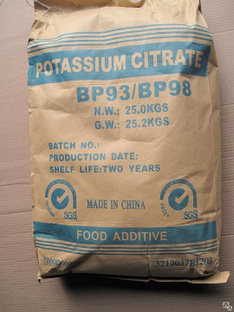 POTASSIUM CITRATE
BP93/BP98
N.W.: 25.0KGS
G.W.: 25.2KGS
BATCH NO.:
PRODUCTION DATE:
SHELF LIFE: TWO YEARS
SGS
MADE IN CHINA
SGS
FOOD ADDITIVE